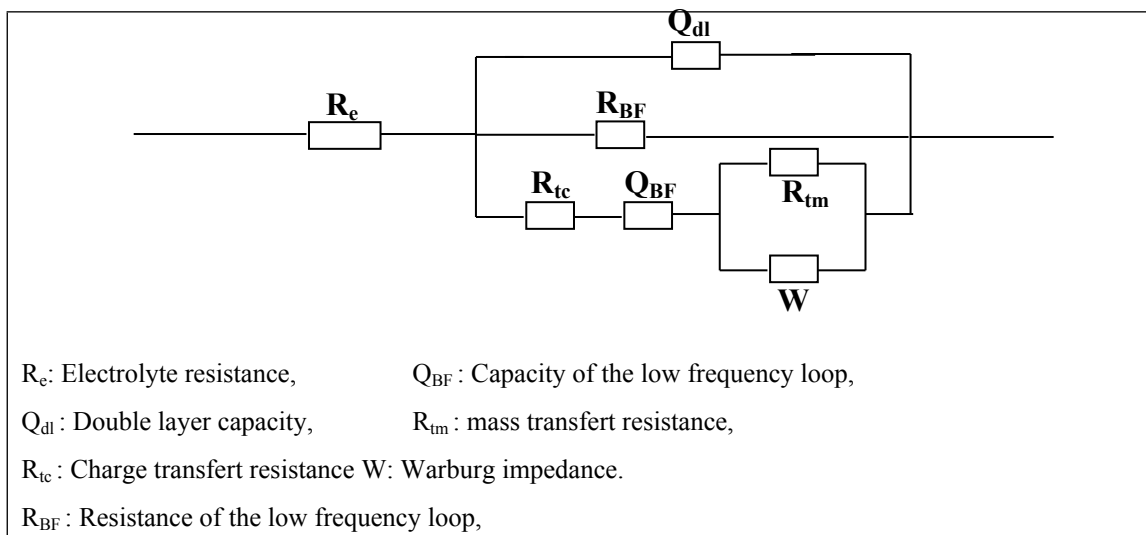 Qdl
Re
RBF
Rtc QBF
Rtm
W
Re: Electrolyte resistance, QBF : Capacity of the low frequency loop,
Qdl : Double layer capacity, Rtm : mass transfert resistance,
Rtc : Charge transfert resistance W: Warburg impedance.
RBF : Resistance of the low frequency loop,